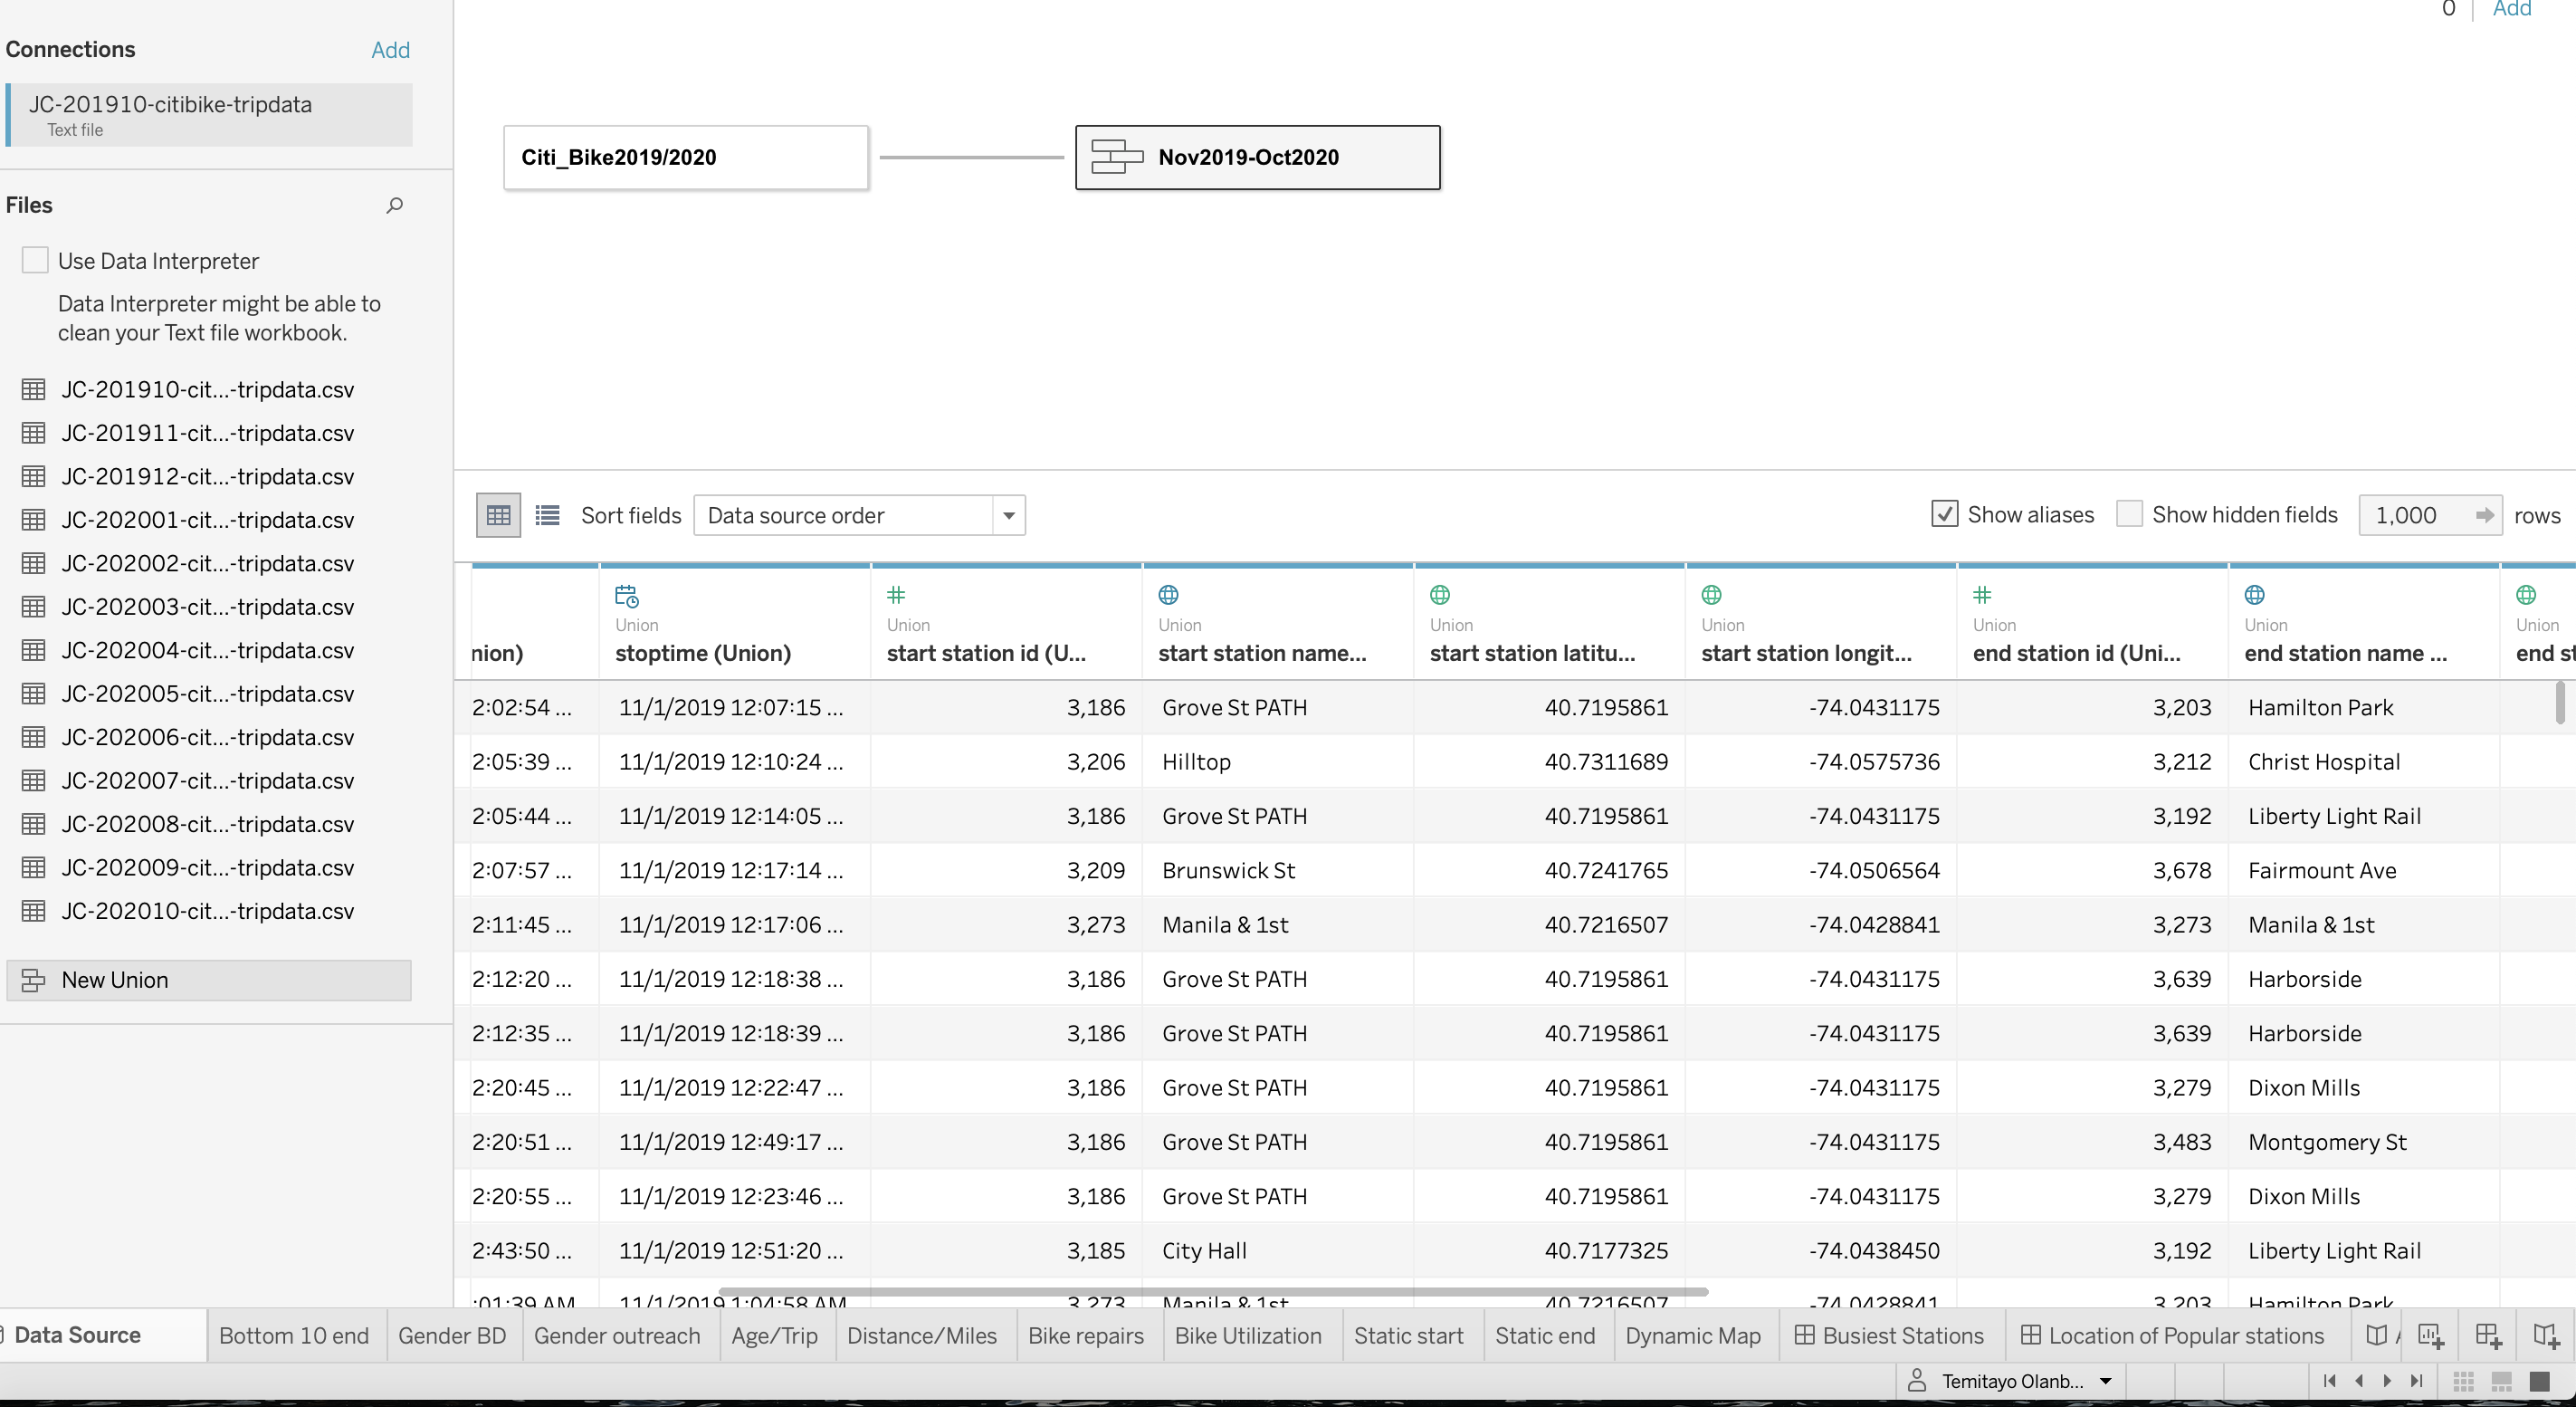 0 Add
Connections Add
JC-201910-citibike-tripdata
Text file
Citi_Bike2019/2020 Nov2019-Oct2020
Files
Use Data Interpreter
Data Interpreter might be able to
clean your Text file workbook.
JC-201910-cit...-tripdata.csv
JC-201911-cit...-tripdata.csv
JC-201912-cit...-tripdata.csv
JC-202001-cit...-tripdata.csv
JC-202002-cit...-tripdata.csv
JC-202003-cit...-tripdata.csv
JC-202004-cit...-tripdata.csv
JC-202005-cit...-tripdata.csv
JC-202006-cit...-tripdata.csv
JC-202007-cit...-tripdata.csv
JC-202008-cit...-tripdata.csv
JC-202009-cit...-tripdata.csv
JC-202010-cit...-tripdata.csv
New Union
Sort fields Data source order Show aliases Show hidden fields 1,000 rows
Union Union Union Union Union Union Union Union
nion) stoptime (Union) start station id (U... start station name... start station latitu... start station longit... end station id (Uni... end station name ... end st
2:02:54 ... 11/1/2019 12:07:15 ... 3,186 Grove St PATH 40.7195861 -74.0431175 3,203 Hamilton Park
2:05:39 ... 11/1/2019 12:10:24 ... 3,206 Hilltop 40.7311689 -74.0575736 3,212 Christ Hospital
2:05:44 ... 11/1/2019 12:14:05 ... 3,186 Grove St PATH 40.7195861 -74.0431175 3,192 Liberty Light Rail
2:07:57 ... 11/1/2019 12:17:14 ... 3,209 Brunswick St 40.7241765 -74.0506564 3,678 Fairmount Ave
2:11:45 ... 11/1/2019 12:17:06 ... 3,273 Manila & 1st 40.7216507 -74.0428841 3,273 Manila & 1st
2:12:20 ... 11/1/2019 12:18:38 ... 3,186 Grove St PATH 40.7195861 -74.0431175 3,639 Harborside
2:12:35 ... 11/1/2019 12:18:39 ... 3,186 Grove St PATH 40.7195861 -74.0431175 3,639 Harborside
2:20:45 ... 11/1/2019 12:22:47 ... 3,186 Grove St PATH 40.7195861 -74.0431175 3,279 Dixon Mills
2:20:51 ... 11/1/2019 12:49:17 ... 3,186 Grove St PATH 40.7195861 -74.0431175 3,483 Montgomery St
2:20:55 ... 11/1/2019 12:23:46 ... 3,186 Grove St PATH 40.7195861 -74.0431175 3,279 Dixon Mills
2:43:50 ... 11/1/2019 12:51:20 ... 3,185 City Hall 40.7177325 -74.0438450 3,192 Liberty Light Rail
:01:39 AM 11/1/2019 1:04:58 AM 3,273 Manila & 1st 40.7216507 -74.0428841 3,203 Hamilton Park
Data Source Bottom 10 end Gender BD Gender outreach Age/Trip Distance/Miles Bike repairs Bike Utilization Static start Static end Dynamic Map Busiest Stations Location of Popular stations
Temitayo Olanb...